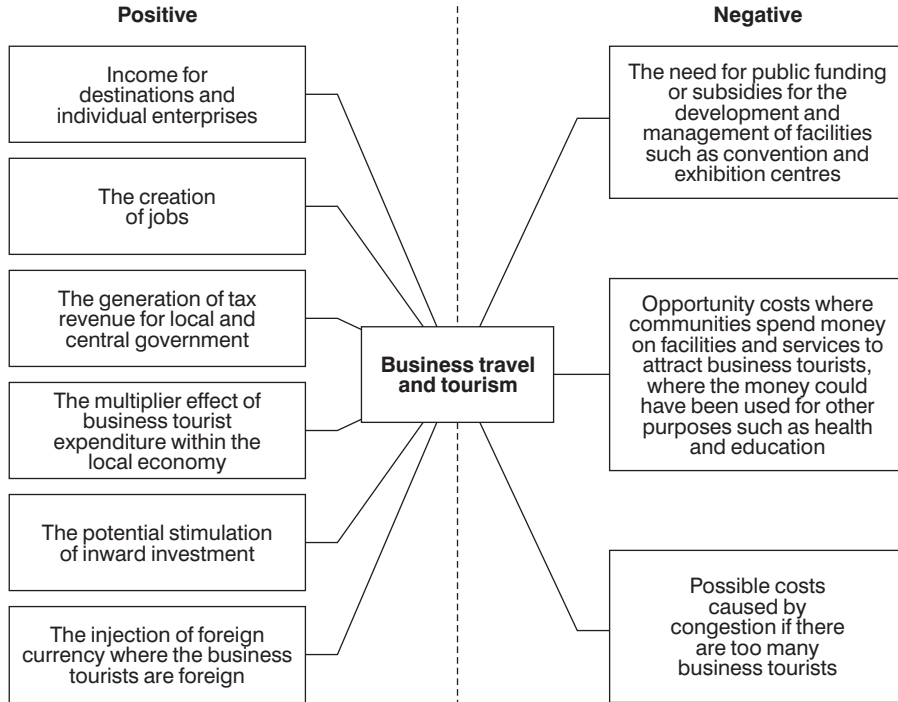 Positive
Negative
Income for
destinations and
individual enterprises
The creation
of jobs
The generation of tax
revenue for local and
central government
The multiplier effect of
business tourist
expenditure within the
local economy
The potential stimulation
of inward investment
The injection of foreign
currency where the business
tourists are foreign
Business travel
and tourism
The need for public funding
or subsidies for the
development and
management of facilities
such as convention and
exhibition centres
Opportunity costs where
communities spend money
on facilities and services to
attract business tourists,
where the money could
have been used for other
purposes such as health
and education
Possible costs
caused by
congestion if there
are too many
business tourists